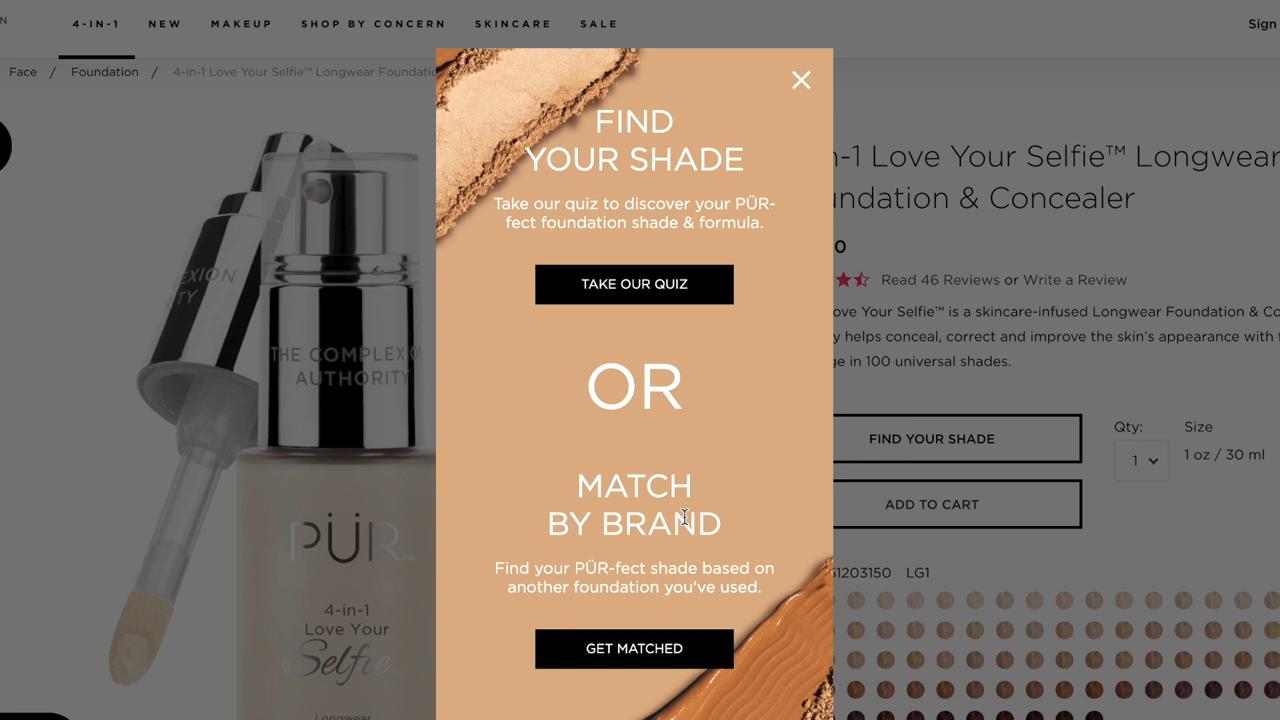 4-IN-1 NEW MAKEUP SHOP BY CONCERN SKINCARE SALE
Sign
Face / Foundation / 4-in-1 Love Your Selfie™ Longwear Foundatio
FIND
YOUR SHADE
Take our quiz to discover your PÜR-
fect foundation shade & formula.
TAKE OUR QUIZ
OR
MATCH
BY BRAND
Find your PÜR-fect shade based on
another foundation you've used.
GET MATCHED
n-1 Love Your Selfie™ Longwear
undation & Concealer
0
Read 46 Reviews or Write a Review
ove Your Selfie™ is a skincare-infused Longwear Foundation & Co
y helps conceal, correct and improve the skin's appearance with
ge in 100 universal shades.
FIND YOUR SHADE
Qty:
1
Size
1 oz / 30 ml
ADD TO CART
61203150 LG1
THE COMPLEXIO
AUTHORITY
PÜR™
4-in-1
Love Your
Selfie
Longwear